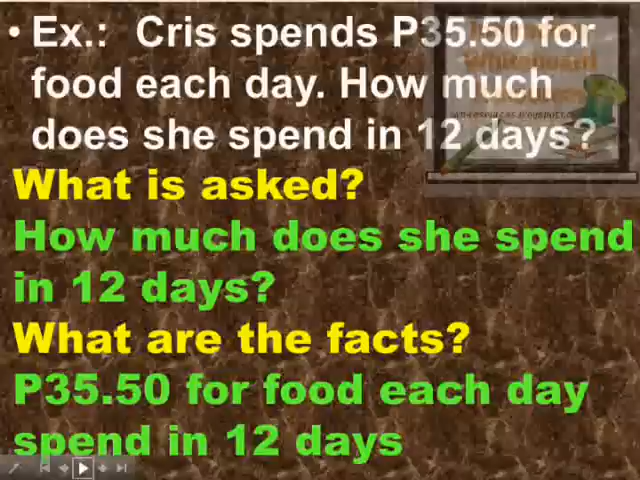 • Ex.: Cris spends P35.50 for
food each day. How much
does she spend in 12 days?
What is asked?
How much does she spend
in 12 days?
What are the facts?
P35.50 for food each day
spend in 12 days